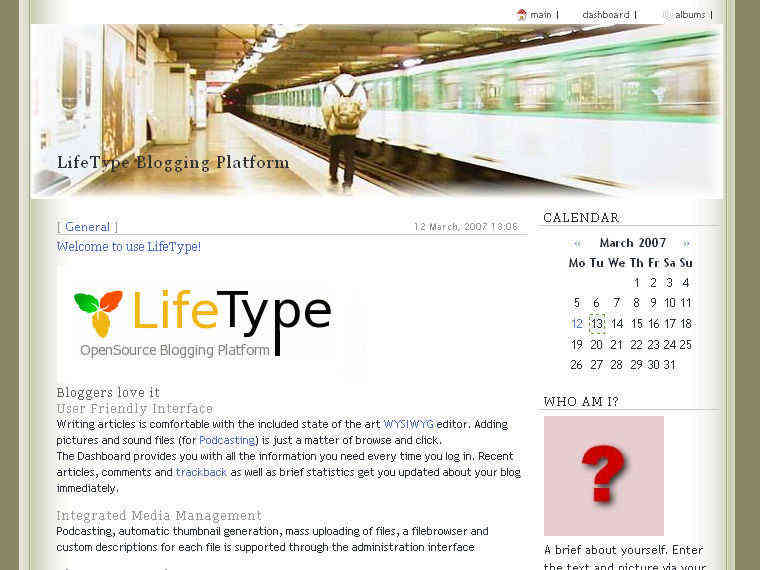 main |
dashboard |
albums |
LifeType Blogging Platform
[ General ]
12 March, 2007 18:06
Welcome to use LifeType!
LifeType
OpenSource Blogging Platform
Bloggers love it
User Friendly Interface
Writing articles is comfortable with the included state of the art WYSIWYG editor. Adding
pictures and sound files (for Podcasting) is just a matter of browse and click.
The Dashboard provides you with all the information you need every time you log in. Recent
articles, comments and trackback as well as brief statistics get you updated about your blog
immediately.
Integrated Media Management
Podcasting, automatic thumbnail generation, mass uploading of files, a filebrowser and
custom descriptions for each file is supported through the administration interface
CALENDAR
« March 2007 »
Mo Tu We Th Fr Sa Su
1 2 3 4
5 6 7 8 9 10 11
12 13 14 15 16 17 18
19 20 21 22 23 24 25
26 27 28 29 30 31
WHO AM I?
?
A brief about yourself. Enter
the text and picture via your